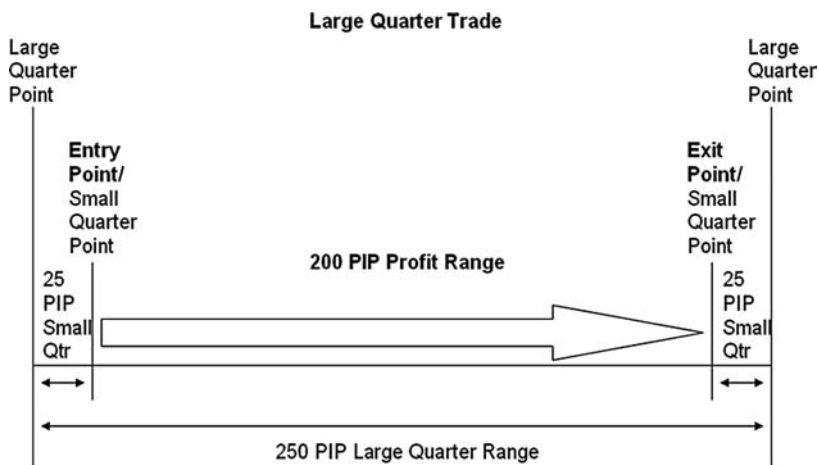 Large Quarter Trade
Large
Quarter
Point
Large
Quarter
Point
Entry
Point/
Small
Quarter
Point
Exit
Point/
Small
Quarter
Point
200 PIP Profit Range
25
PIP
Small
Qtr
25
PIP
Small
Qtr
250 PIP Large Quarter Range